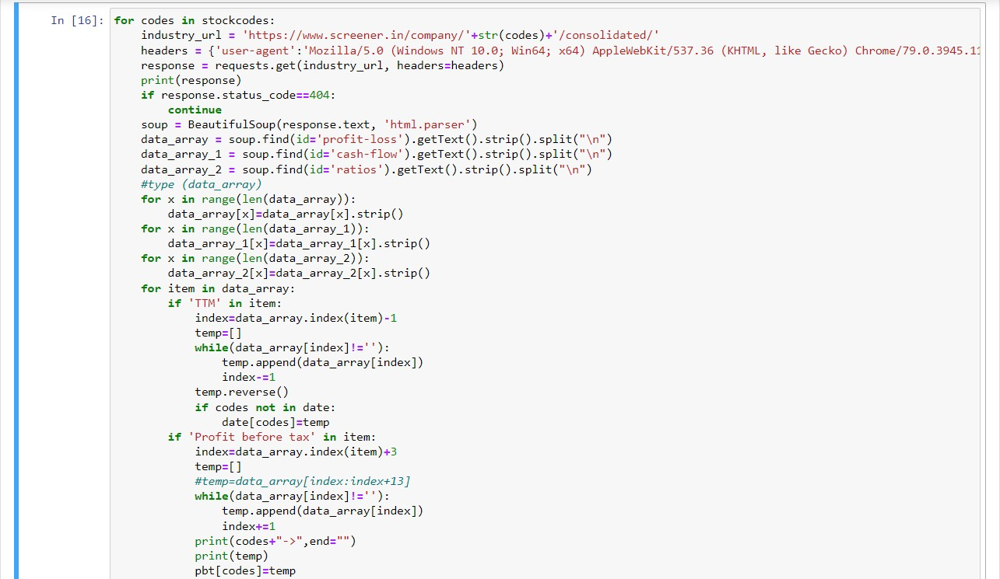 In [16]: for codes in stockcodes:
    industry_url = 'https://www.screener.in/company/'+str(codes)+'/consolidated/'
    headers = {'user-agent':'Mozilla/5.0 (Windows NT 10.0; Win64; x64) AppleWebKit/537.36 (KHTML, like Gecko) Chrome/79.0.3945.11
    response = requests.get(industry_url, headers=headers)
    print(response)
    if response.status_code==404:
        continue
    soup = BeautifulSoup(response.text, 'html.parser')
    data_array = soup.find(id='profit-loss').getText().strip().split("\n")
    data_array_1 = soup.find(id='cash-flow').getText().strip().split("\n")
    data_array_2 = soup.find(id='ratios').getText().strip().split("\n")
    #type (data_array)
    for x in range(len(data_array)):
        data_array[x]=data_array[x].strip()
    for x in range(len(data_array_1)):
        data_array_1[x]=data_array_1[x].strip()
    for x in range(len(data_array_2)):
        data_array_2[x]=data_array_2[x].strip()
    for item in data_array:
        if 'TTM' in item:
            index=data_array.index(item)-1
            temp=[]
            while(data_array[index]!=''):
                temp.append(data_array[index])
                index-=1
            temp.reverse()
            if codes not in date:
                date[codes]=temp
        if 'Profit before tax' in item:
            index=data_array.index(item)+3
            temp=[]
            #temp=data_array[index:index+13]
            while(data_array[index]!=''):
                temp.append(data_array[index])
                index+=1
            print(codes+"->",end="")
            print(temp)
            pbt[codes]=temp